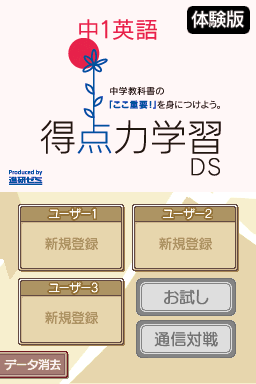 体験版
中1英語
中学教科書の
「ここ重要!」を身につけよう。
得点力学習
DS
Produced by
進研ゼミ
ユーザー1
新規登録
ユーザー2
新規登録
ユーザー3
新規登録
お試し
通信対戦
データ消去